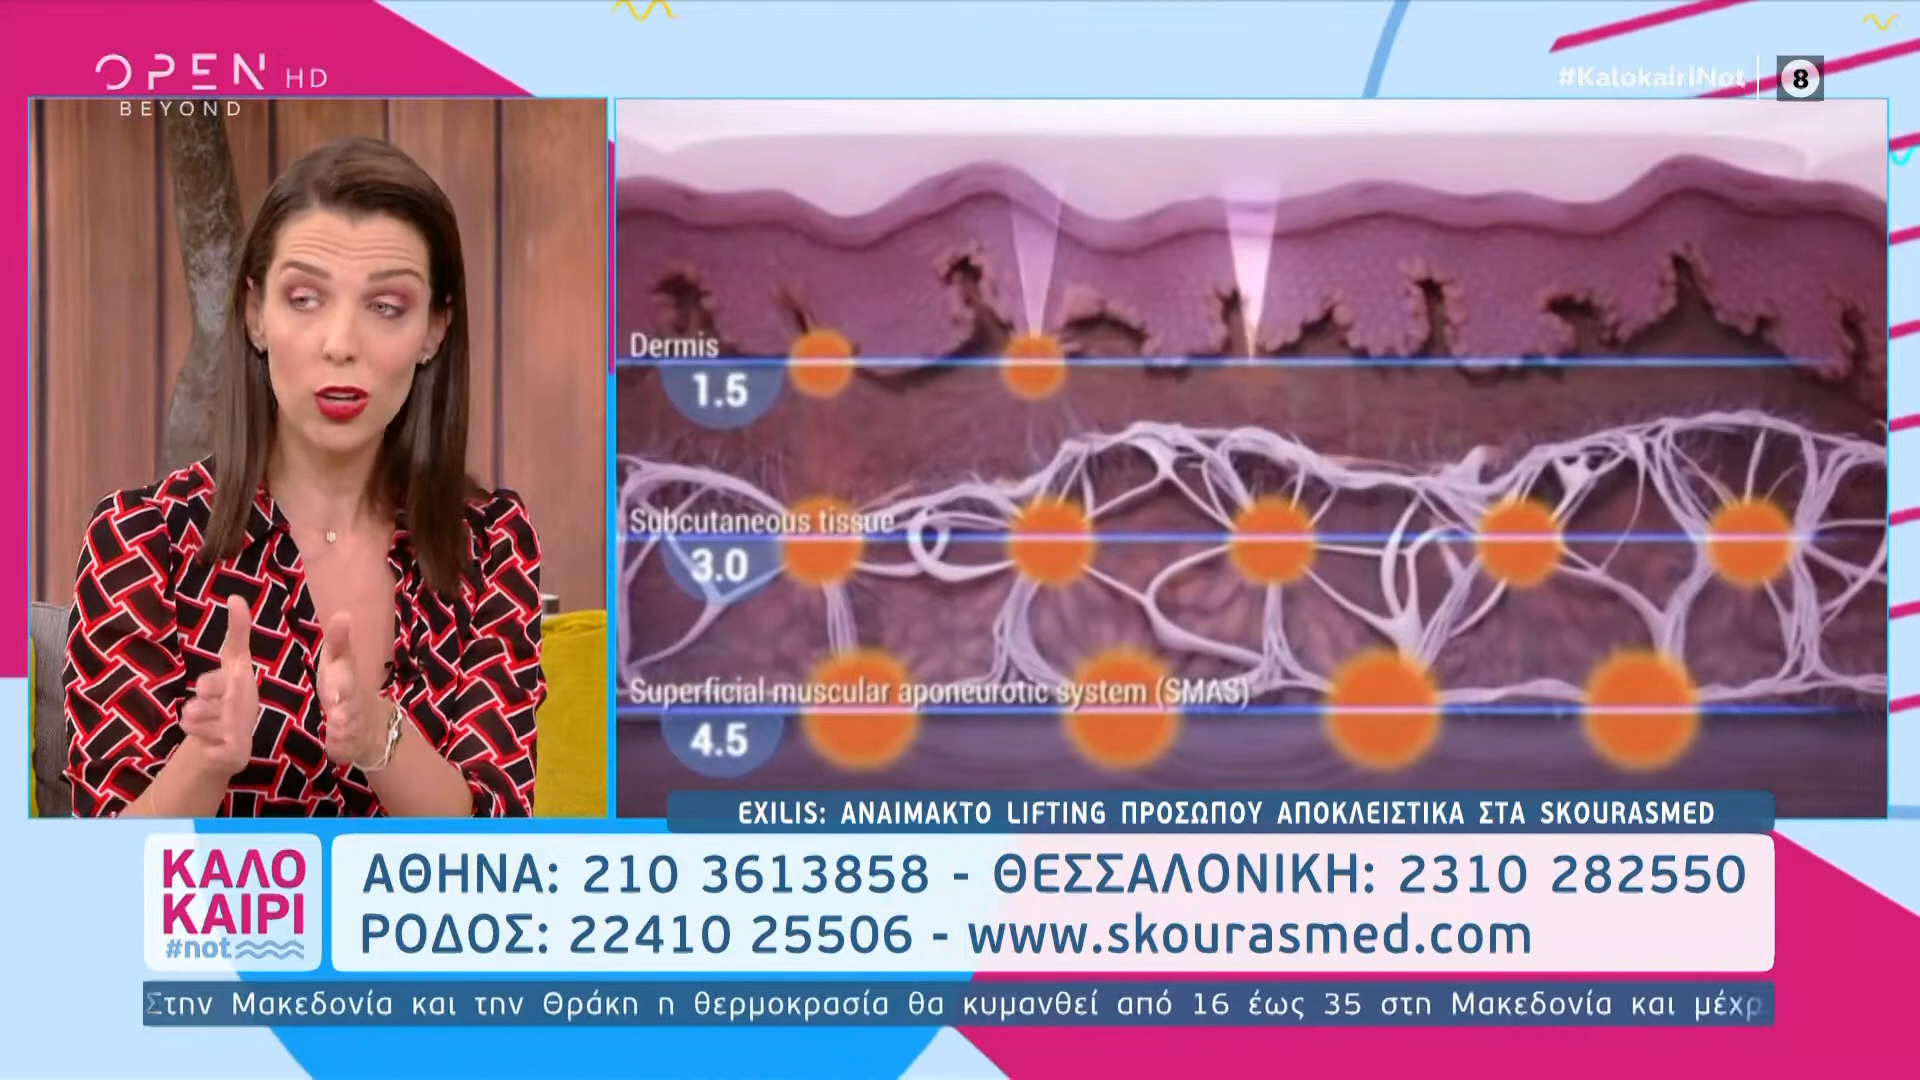 OPEN HD
BEYOND
#KalokairiNot
8
Dermis
1.5
Subcutaneous tissue
3.0
Superficial muscular aponeurotic system (SMAS)
4.5
EXILIS: ΑΝΑΙΜΑΚΤΟ LIFTING ΠΡΟΣΩΠΟΥ ΑΠΟΚΛΕΙΣΤΙΚΑ ΣΤΑ SKOURASMED
ΚΑΛΟ
ΚΑΙΡΙ
#not
ΑΘΗΝΑ: 210 3613858 - ΘΕΣΣΑΛΟΝΙΚΗ: 2310 282550
ΡΟΔΟΣ: 22410 25506 - www.skourasmed.com
Στην Μακεδονία και την Θράκη η θερμοκρασία θα κυμανθεί από 16 έως 35 στη Μακεδονία και μέχρ